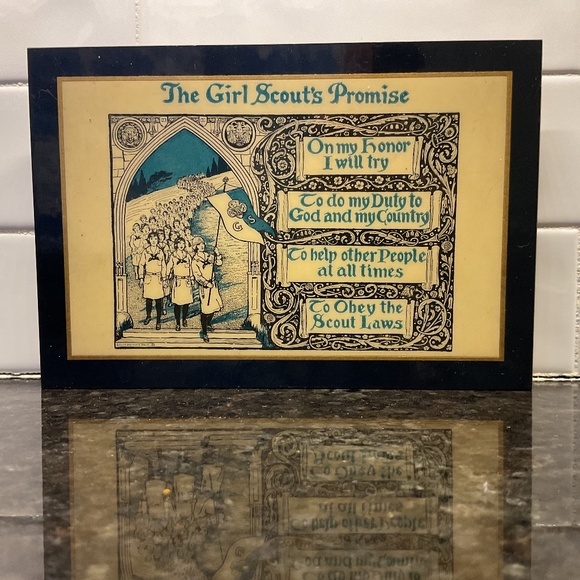 The Girl Scout's Promise
On my Honor
I will try
To do my Duty to
God and my Country
To help other People
at all times
To Obey the
Scout Laws
G
S